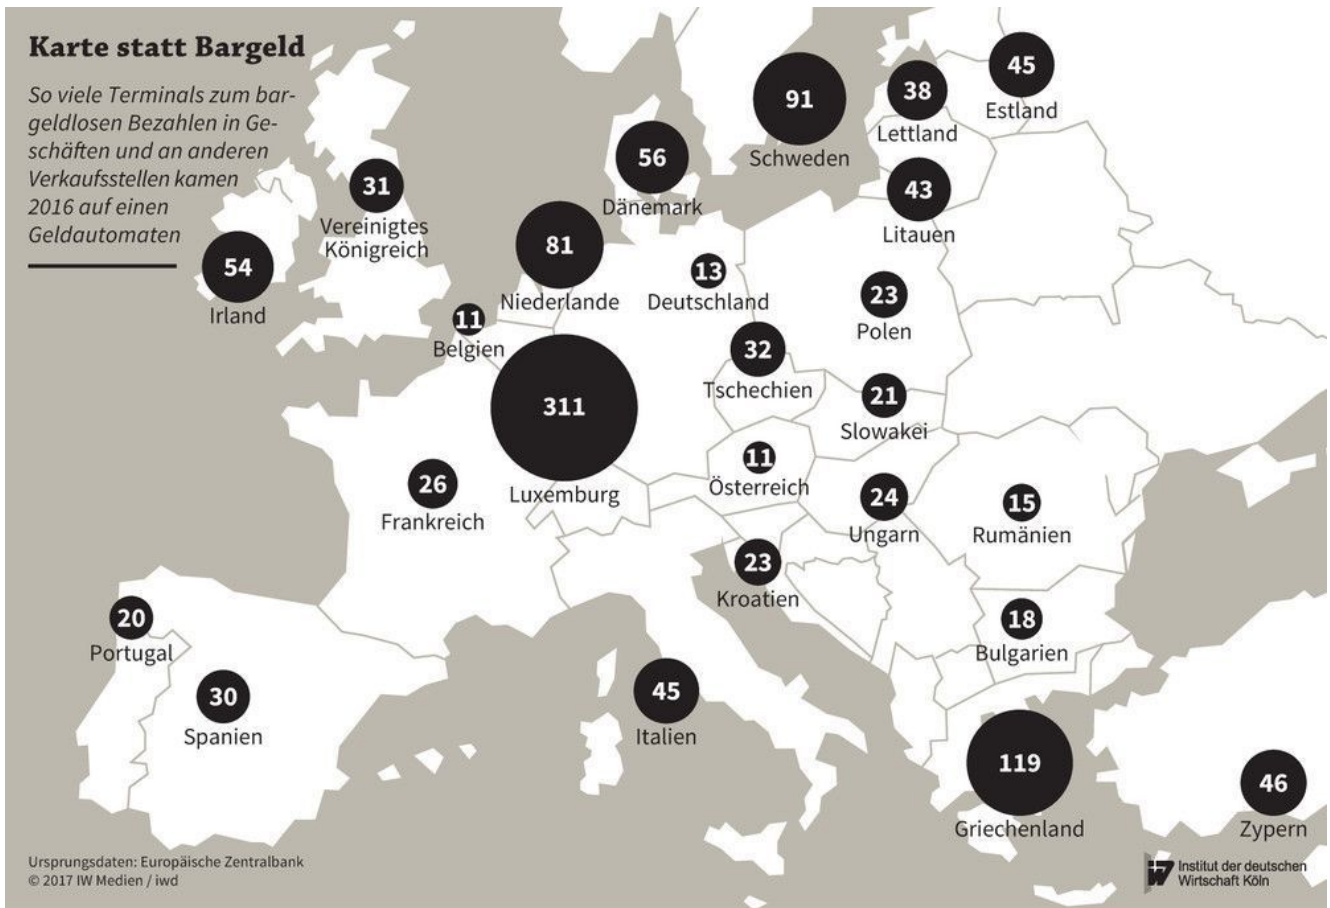 Karte statt Bargeld
So viele Terminals zum bar-
geldlosen Bezahlen in Ge-
schäften und an anderen
Verkaufsstellen kamen
2016 auf einen
Geldautomaten
91
Schweden
38
Lettland
45
Estland
56
Dänemark
31
Vereinigtes
Königreich
43
Litauen
54
Irland
81
Niederlande
13
Deutschland
23
Polen
11
Belgien
32
Tschechien
311
Luxemburg
21
Slowakei
11
Österreich
26
Frankreich
24
Ungarn
15
Rumänien
23
Kroatien
20
Portugal
18
Bulgarien
30
Spanien
45
Italien
119
Griechenland
46
Zypern
Ursprungsdaten: Europäische Zentralbank
© 2017 IW Medien / iwd
iW Institut der deutschen
Wirtschaft Köln